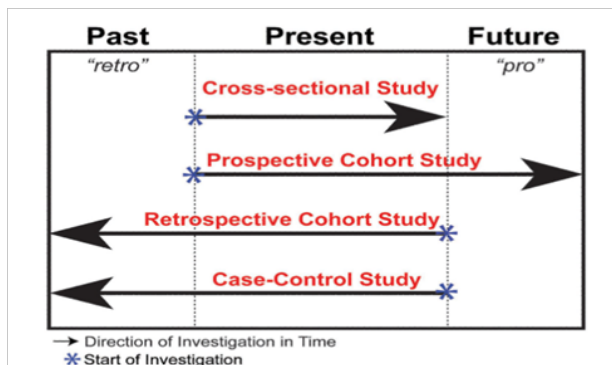 Past Present Future
"retro" "pro"
Cross-sectional Study
Prospective Cohort Study
Retrospective Cohort Study
Case-Control Study
Direction of Investigation in Time
Start of Investigation